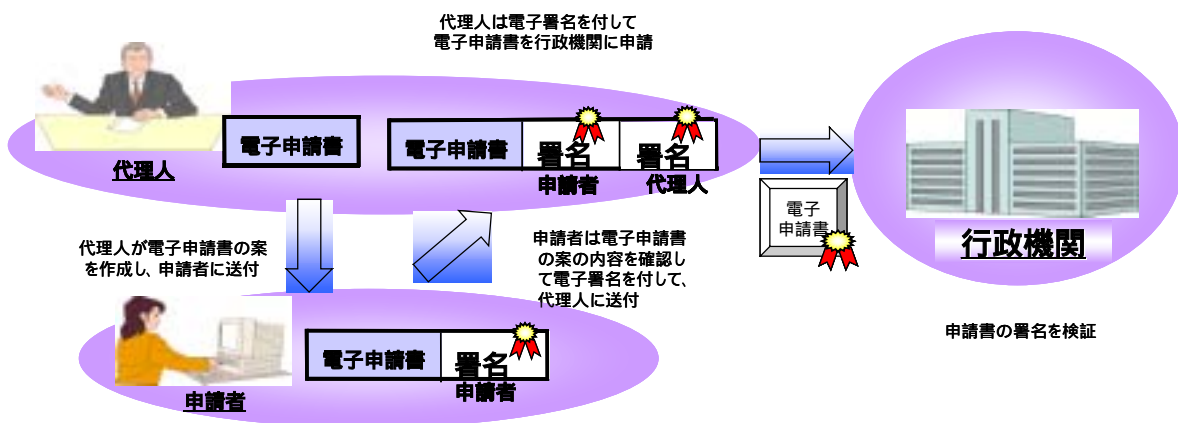 代理人は電子署名を付して
電子申請書を行政機関に申請
代理人
電子申請書
電子申請書
署名
申請者
署名
代理人
電子
申請書
行政機関
代理人が電子申請書の案
を作成し、申請者に送付
申請者は電子申請書
の案の内容を確認し
て電子署名を付して、
代理人に送付
申請書の署名を検証
申請者
電子申請書
署名
申請者